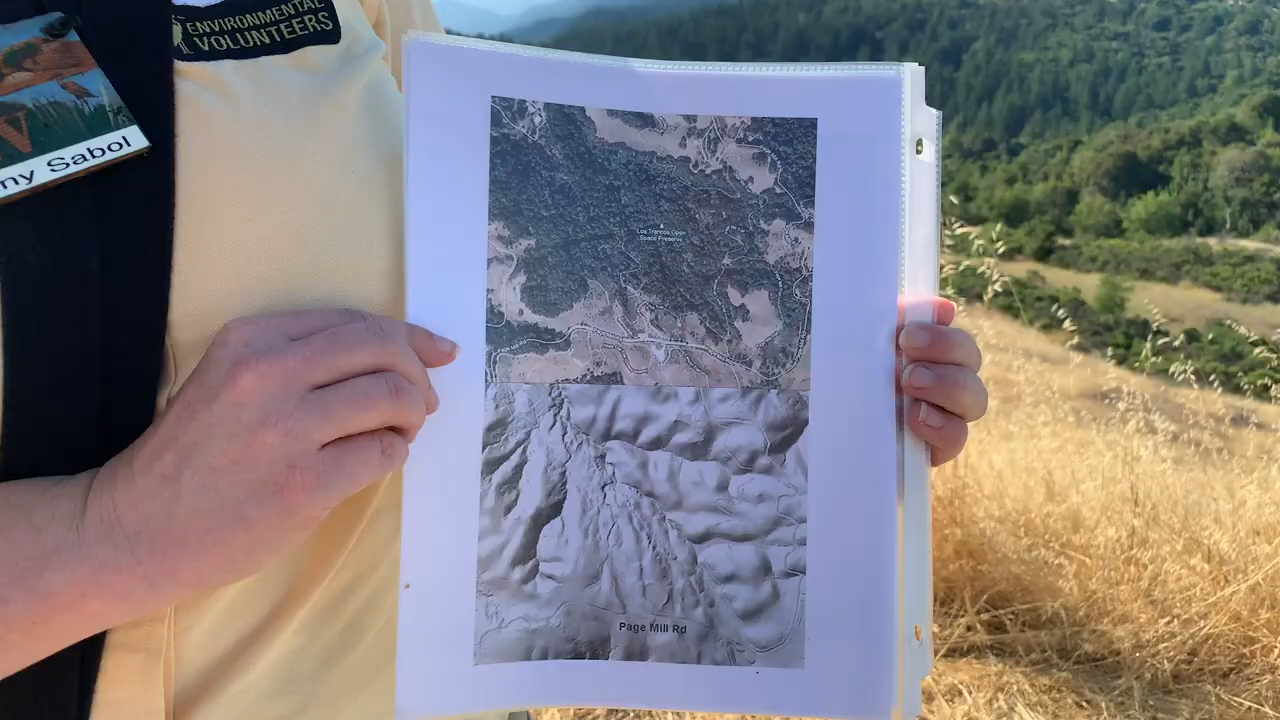 ENVIRONMENTAL
VOLUNTEERS
ny Sabol
Los Trancos Open
Space Preserve
Page Mill Rd